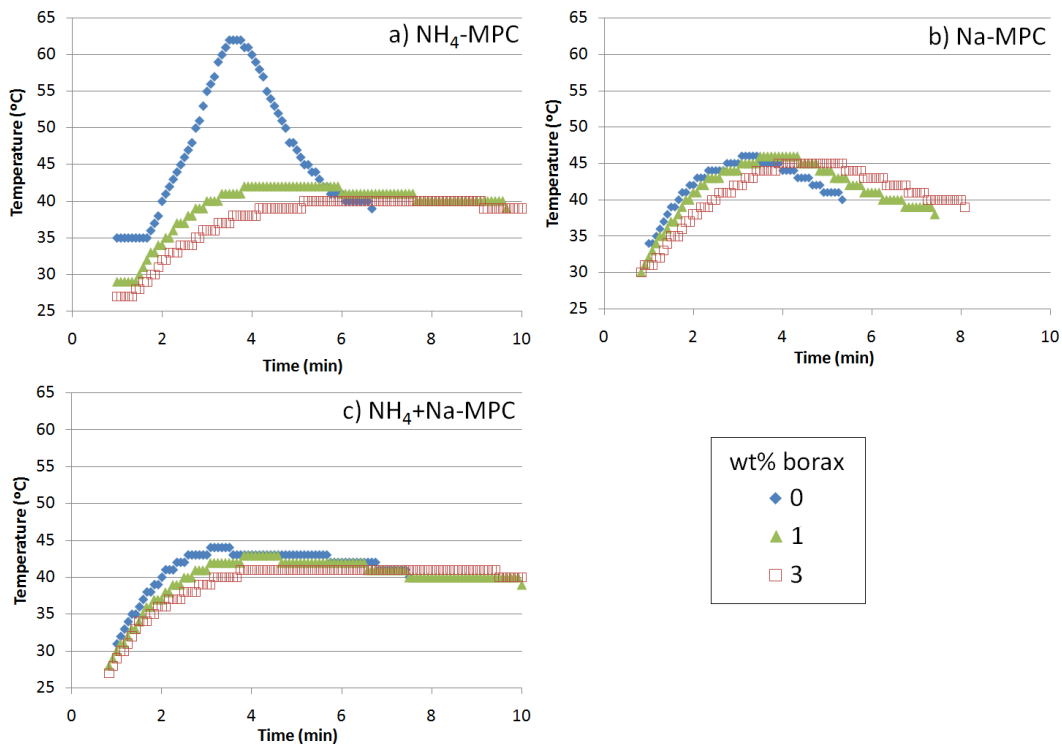 a) NH₄-MPC
65
60
55
50
45
40
35
30
25
Temperature (°C)
0 2 4 6 8 10
Time (min)
b) Na-MPC
65
60
55
50
45
40
35
30
25
Temperature (°C)
0 2 4 6 8 10
Time (min)
c) NH₄+Na-MPC
65
60
55
50
45
40
35
30
25
Temperature (°C)
0 2 4 6 8 10
Time (min)
wt% borax
0
1
3